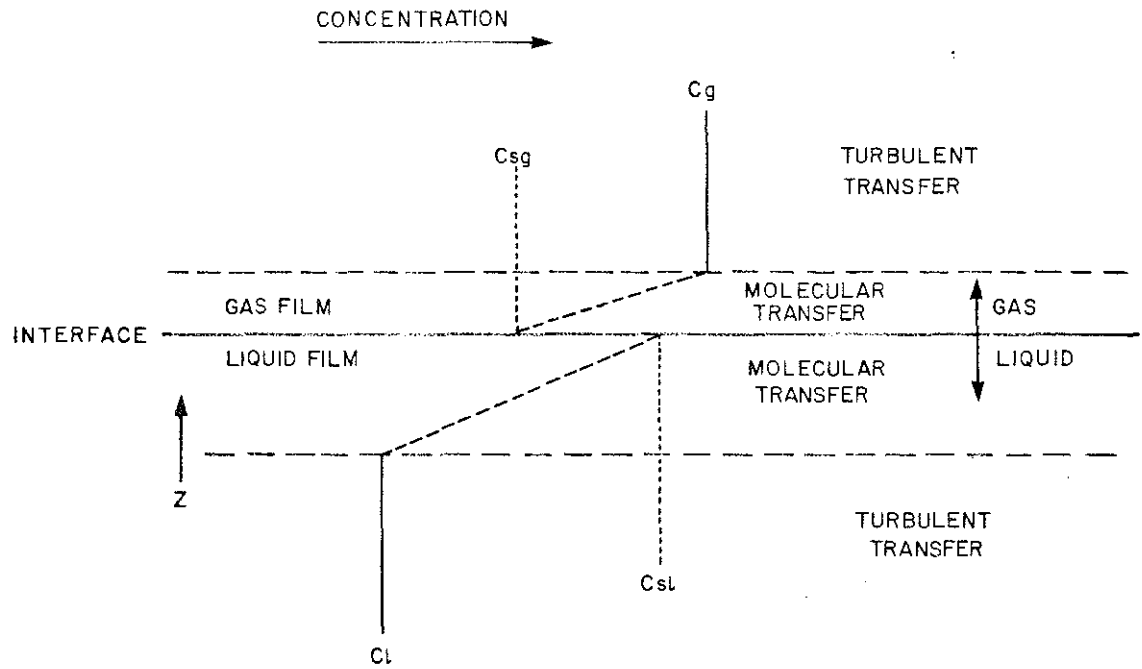 CONCENTRATION
Cg
Csg
TURBULENT
TRANSFER
GAS FILM
MOLECULAR
TRANSFER
GAS
INTERFACE
LIQUID FILM
MOLECULAR
TRANSFER
LIQUID
Z
TURBULENT
TRANSFER
Csl
Cl